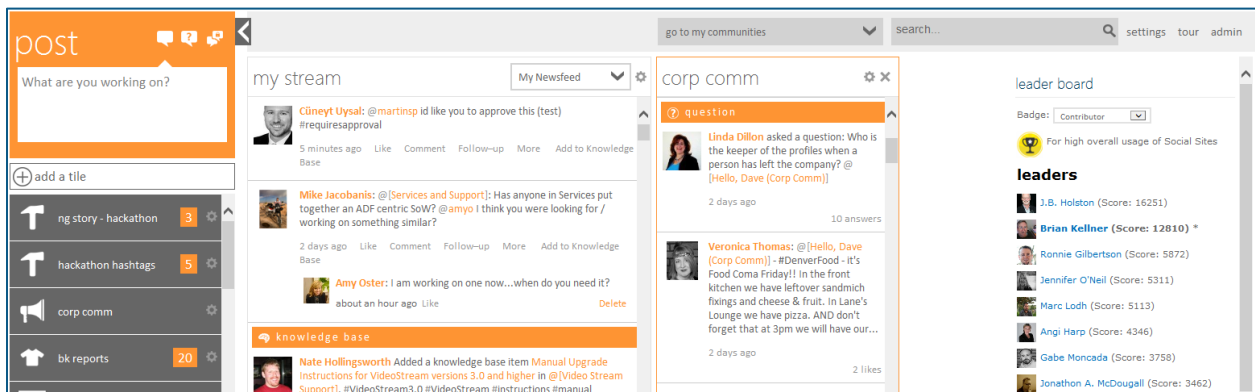 post
What are you working on?
add a tile
ng story - hackathon 3
hackathon hashtags 5
corp comm
bk reports 20
go to my communities
search...
settings tour admin
my stream
My Newsfeed
Cüneyt Uysal: @martinsp id like you to approve this (test)
#requiresapproval
5 minutes ago Like Comment Follow-up More Add to Knowledge
Base
Mike Jacobanis: @[Services and Support]: Has anyone in Services put
together an ADF centric SoW? @amyo I think you were looking for /
working on something similar?
2 days ago Like Comment Follow-up More Add to Knowledge
Base
Amy Oster: I am working on one now...when do you need it?
about an hour ago Like Delete
knowledge base
Nate Hollingsworth Added a knowledge base item Manual Upgrade
Instructions for VideoStream versions 3.0 and higher in @[Video Stream
Support]. #VideoStream3.0 #VideoStream #instructions #manual
corp comm
question
Linda Dillon asked a question: Who is
the keeper of the profiles when a
person has left the company? @
[Hello, Dave (Corp Comm)]
2 days ago
10 answers
Veronica Thomas: @[Hello, Dave
(Corp Comm)] - #DenverFood - it's
Food Coma Friday!! In the front
kitchen we have leftover sandmich
fixings and cheese & fruit. In Lane's
Lounge we have pizza. AND don't
forget that at 3pm we will have our...
2 days ago
2 likes
leader board
Badge: Contributor
For high overall usage of Social Sites
leaders
J.B. Holston (Score: 16251)
Brian Kellner (Score: 12810) *
Ronnie Gilbertson (Score: 5872)
Jennifer O'Neil (Score: 5311)
Marc Lodh (Score: 5113)
Angi Harp (Score: 4346)
Gabe Moncada (Score: 3758)
Jonathon A. McDougall (Score: 3462)